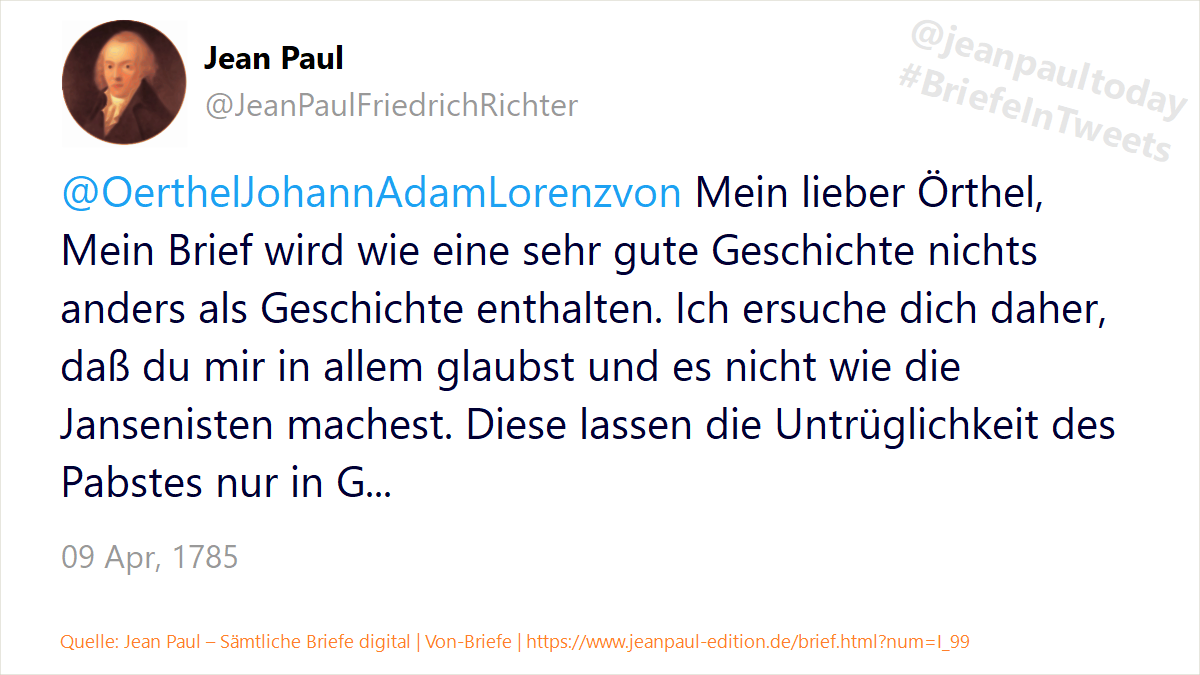 Jean Paul
@JeanPaulFriedrichRichter
@jeanpaultoday
#BriefeInTweets
@OerthelJohannAdamLorenzvon Mein lieber Örthel,
Mein Brief wird wie eine sehr gute Geschichte nichts
anders als Geschichte enthalten. Ich ersuche dich daher,
daß du mir in allem glaubst und es nicht wie die
Jansenisten machest. Diese lassen die Untrüglichkeit des
Pabstes nur in G...
09 Apr, 1785
Quelle: Jean Paul – Sämtliche Briefe digital | Von-Briefe | https://www.jeanpaul-edition.de/brief.html?num=I_99